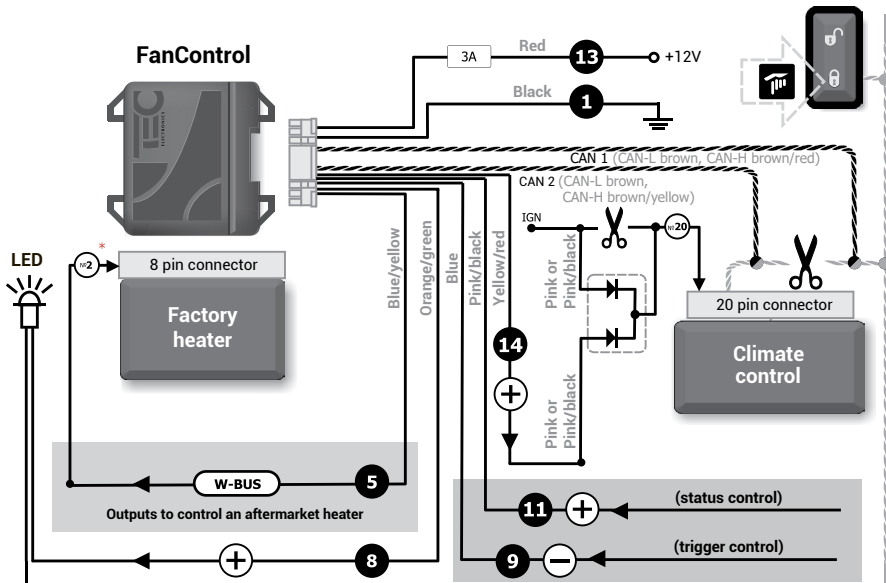 FanControl
ELECTRONICS
3A
Red
13
+12V
Black
1
CAN 1 (CAN-L brown, CAN-H brown/red)
CAN 2 (CAN-L brown,
CAN-H brown/yellow)
IGN
№20
LED
№2
*
8 pin connector
Factory
heater
Blue/yellow
Orange/green
Blue
Pink/black
Yellow/red
Pink or
Pink/black
20 pin connector
Climate
control
14
+
Pink or
Pink/black
W-BUS
5
Outputs to control an aftermarket heater
11
+
(status control)
+
8
9
−
(trigger control)